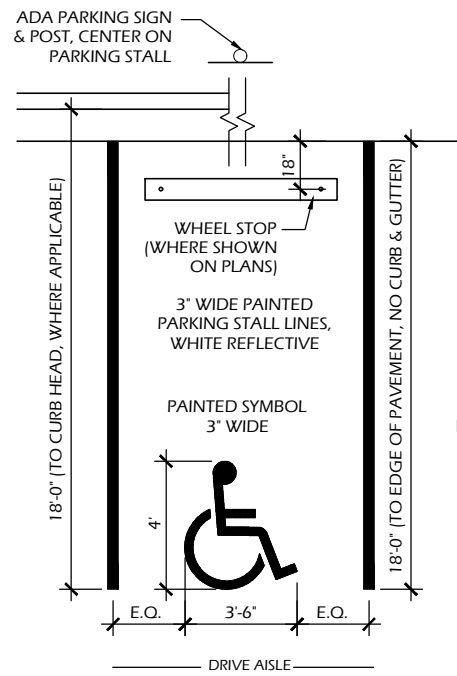 ADA PARKING SIGN
& POST, CENTER ON
PARKING STALL
18"
WHEEL STOP
(WHERE SHOWN
ON PLANS)
3" WIDE PAINTED
PARKING STALL LINES,
WHITE REFLECTIVE
PAINTED SYMBOL
3" WIDE
18'-0" (TO CURB HEAD, WHERE APPLICABLE)
18'-0" (TO EDGE OF PAVEMENT, NO CURB & GUTTER)
4'
E.Q.
3'-6"
E.Q.
DRIVE AISLE